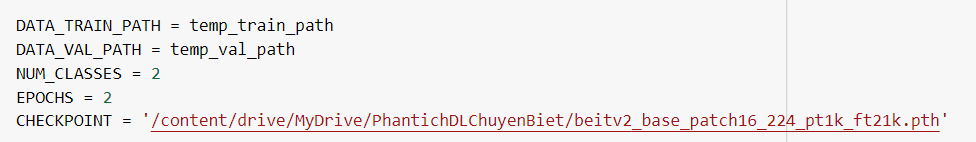 DATA_TRAIN_PATH = temp_train_path
DATA_VAL_PATH = temp_val_path
NUM_CLASSES = 2
EPOCHS = 2
CHECKPOINT = '/content/drive/MyDrive/PhantichDLChuyenBiet/beitv2_base_patch16_224_pt1k_ft21k.pth'